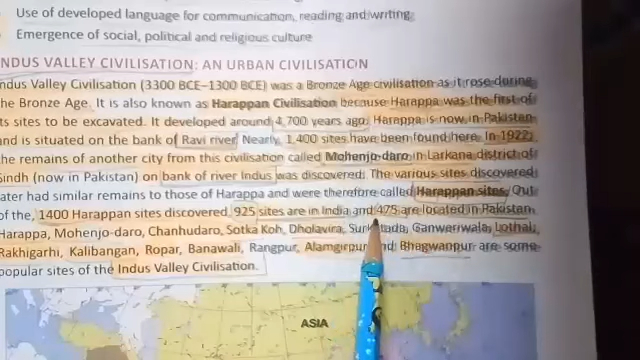 Use of developed language for communication, reading and writing
Emergence of social, political and religious culture
NDUS VALLEY CIVILISATION: AN URBAN CIVILISATION
ndus Valley Civilisation (3300 BCE–1300 BCE) was a Bronze Age civilisation as it rose during
he Bronze Age. It is also known as Harappan Civilisation because Harappa was the first of
ts sites to be excavated. It developed around 4,700 years ago. Harappa is now in Pakistan
and is situated on the bank of Ravi river. Nearly, 1,400 sites have been found here. In 1922,
he remains of another city from this civilisation called Mohenjo-daro in Larkana district of
Sindh (now in Pakistan) on bank of river Indus was discovered. The various sites discovered
ater had similar remains to those of Harappa and were therefore called Harappan sites. Out
of the, 1400 Harappan sites discovered, 925 sites are in India and 475 are located in Pakistan.
Harappa, Mohenjo-daro, Chanhudaro, Sotka Koh, Dholavira, Ganweriwala, Lothal,
Rakhigarhi, Kalibangan, Ropar, Banawali, Rangpur, Alamgirpur and Bhagwanpur are some
popular sites of the Indus Valley Civilisation.
ASIA